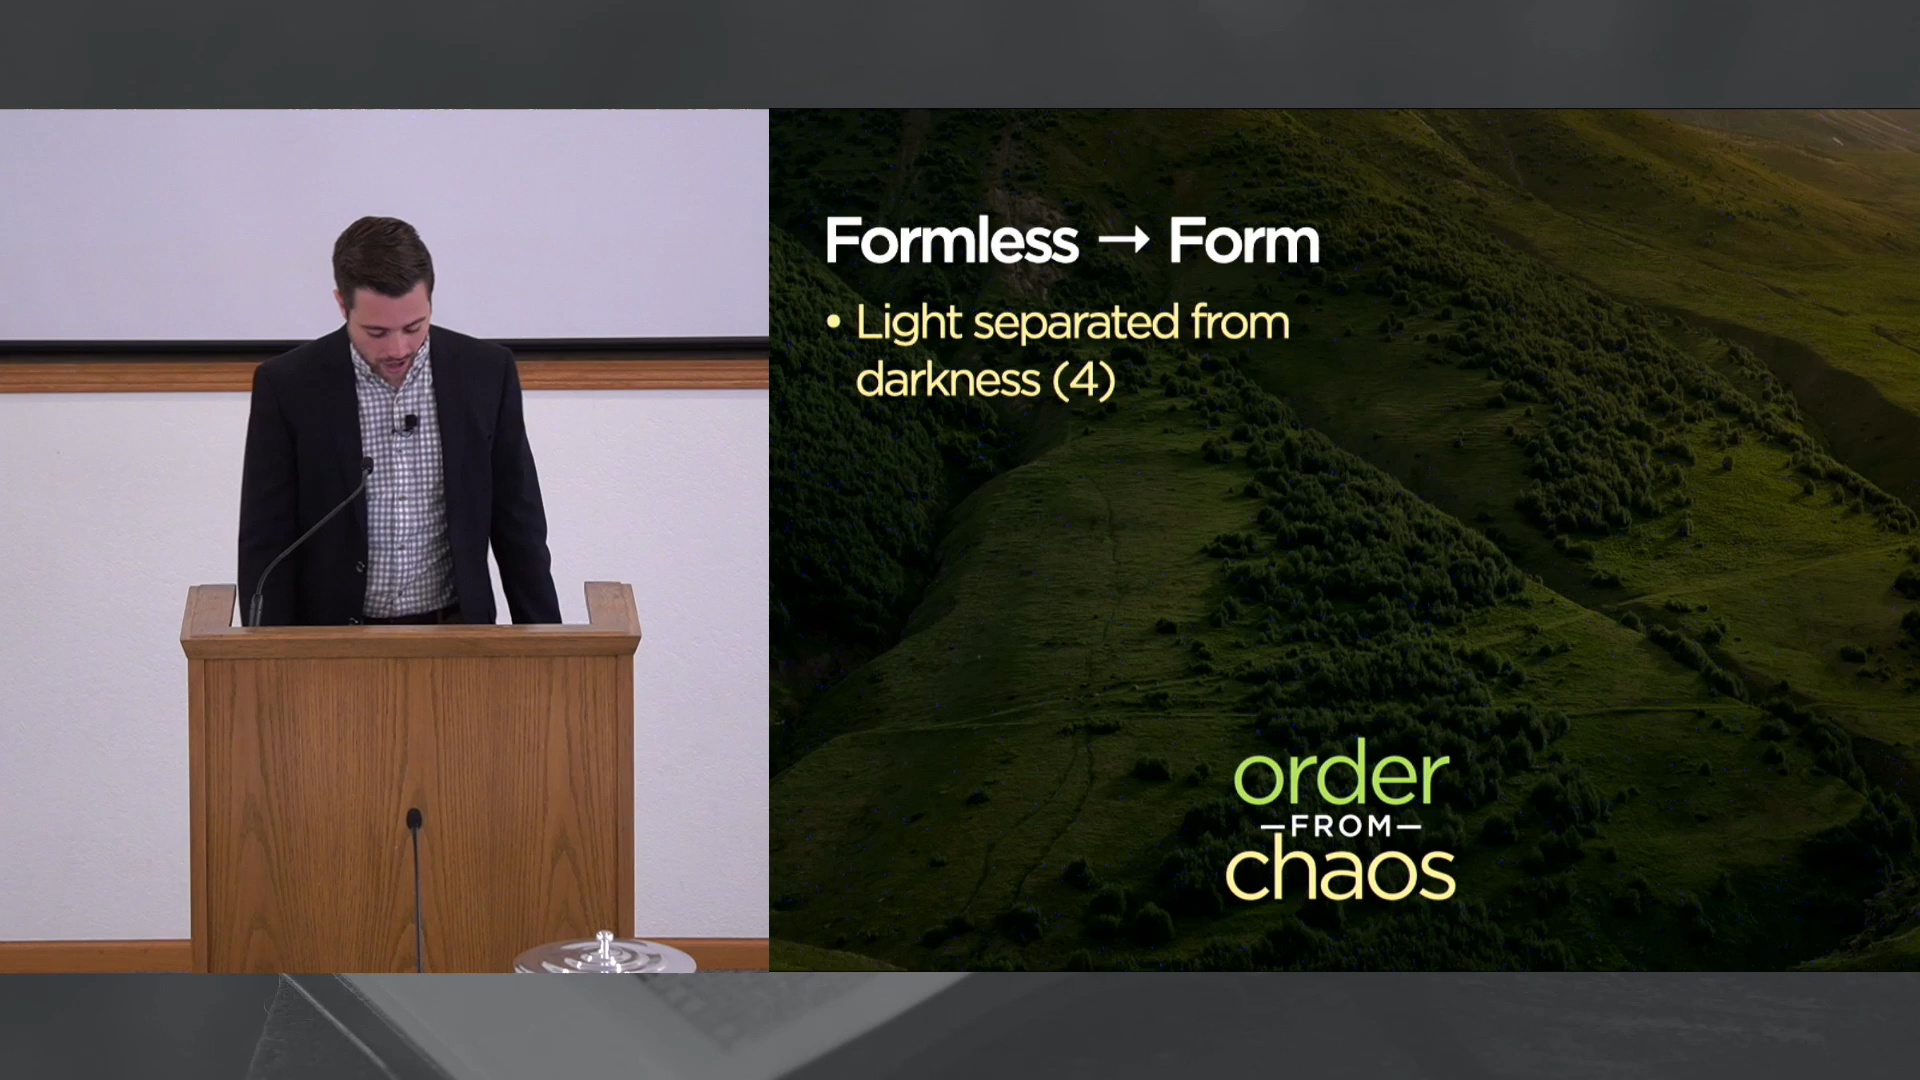 Formless → Form
• Light separated from
darkness (4)
order
—FROM—
chaos